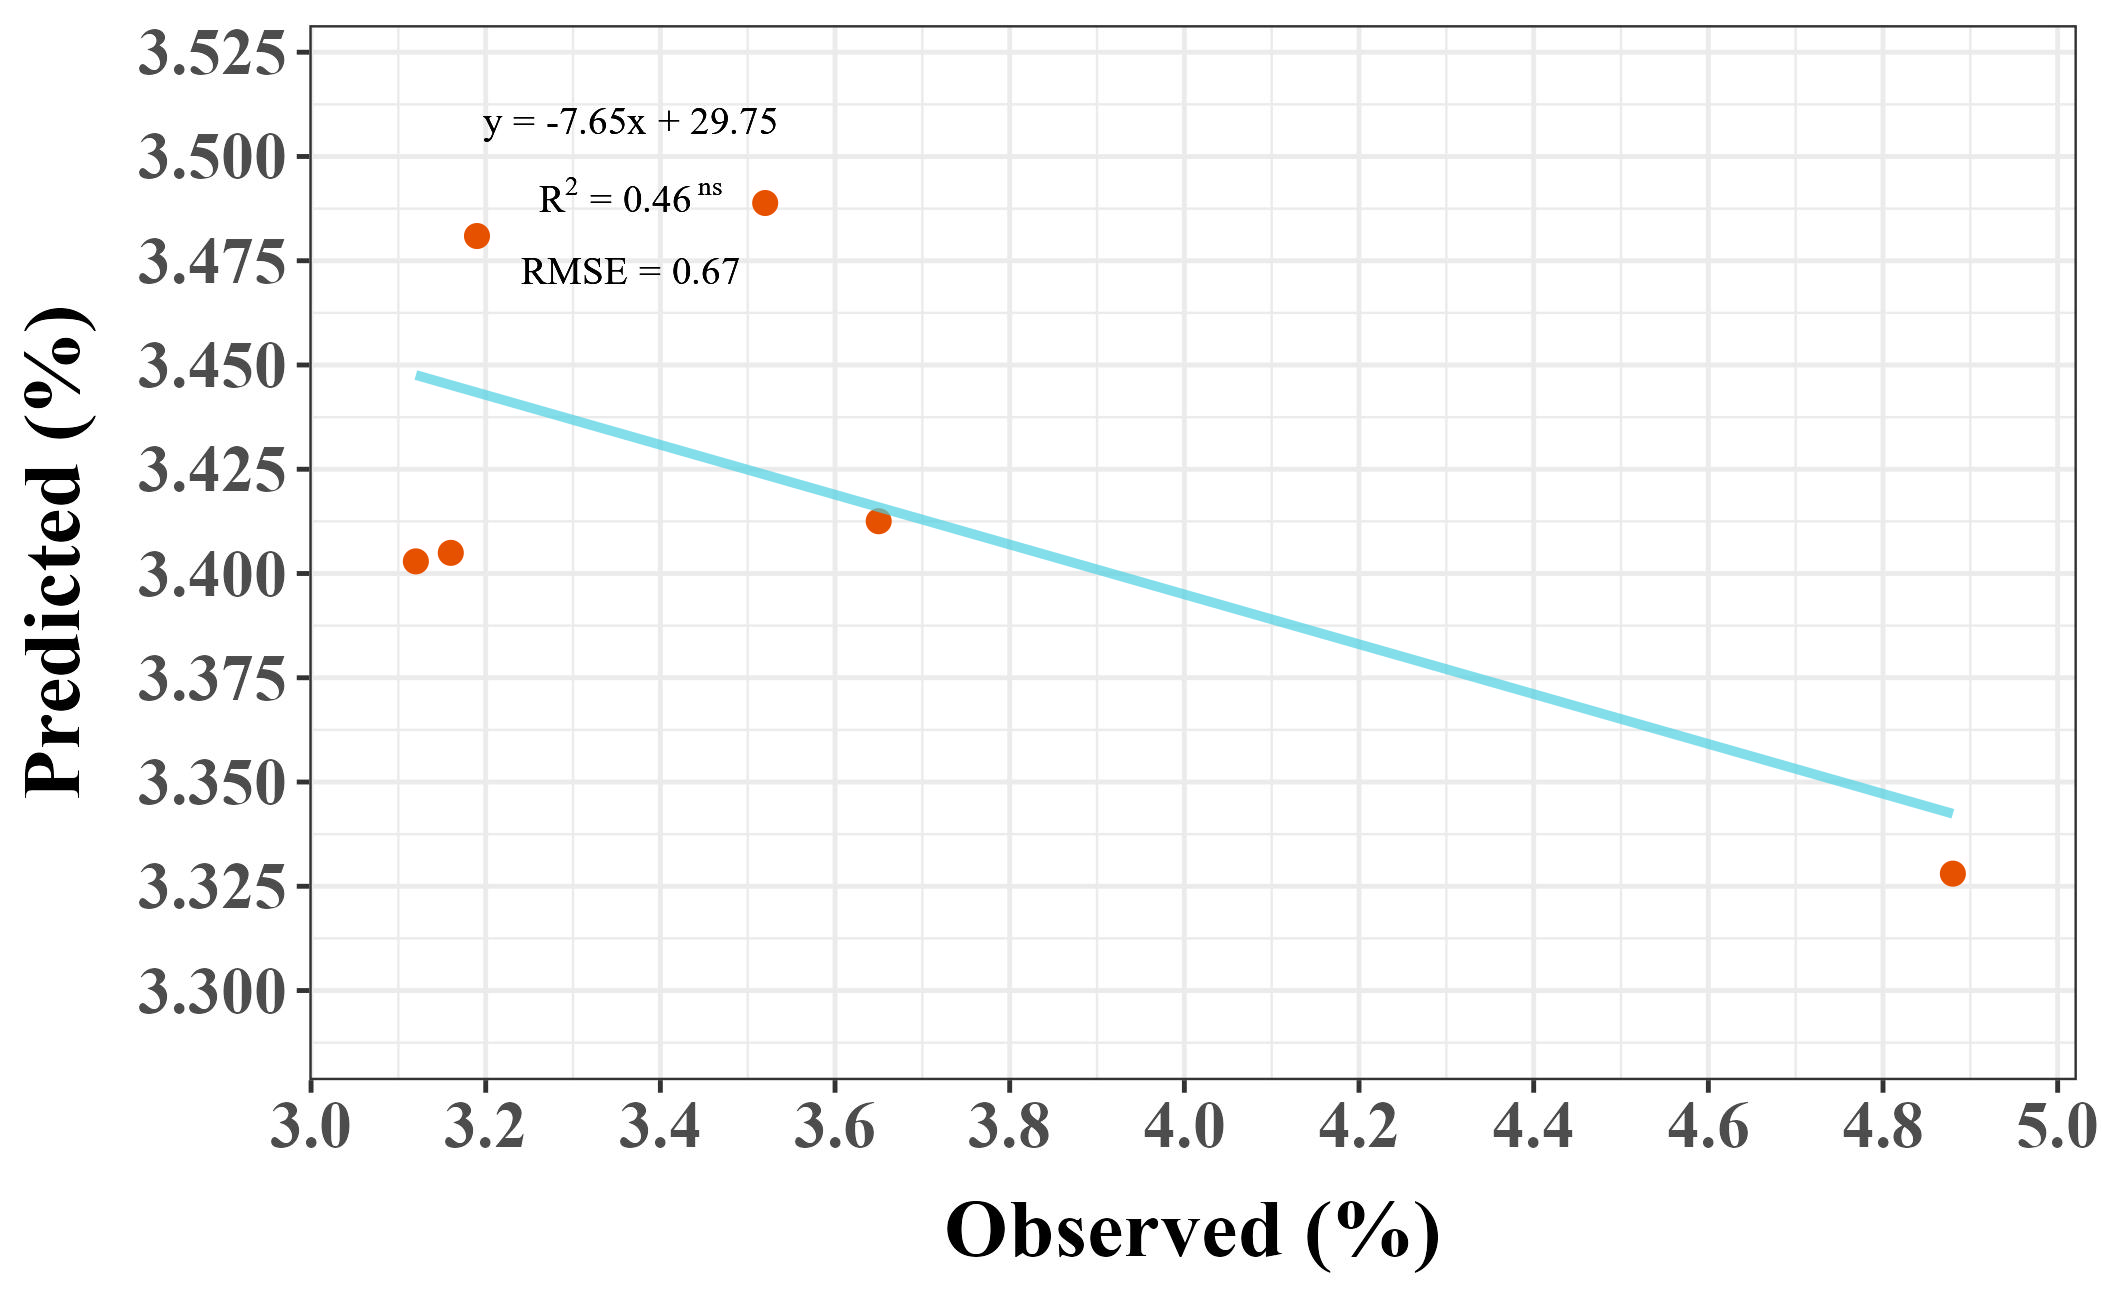 3.525
3.500
3.475
3.450
3.425
3.400
3.375
3.350
3.325
3.300
Predicted (%)
y = -7.65x + 29.75
R² = 0.46 ns
RMSE = 0.67
3.0 3.2 3.4 3.6 3.8 4.0 4.2 4.4 4.6 4.8 5.0
Observed (%)